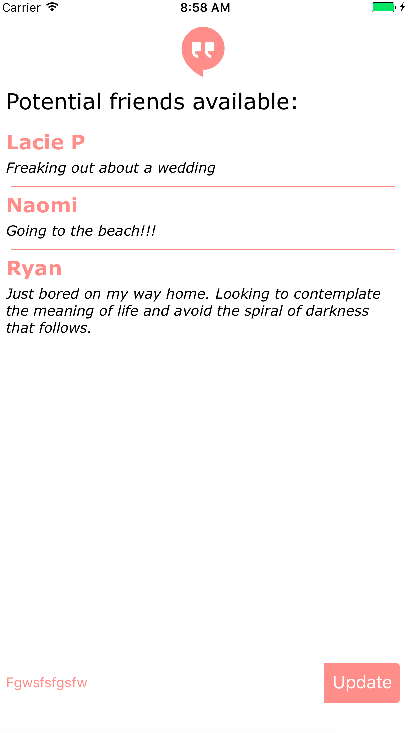 Carrier 8:58 AM
Potential friends available:
Lacie P
Freaking out about a wedding
Naomi
Going to the beach!!!
Ryan
Just bored on my way home. Looking to contemplate
the meaning of life and avoid the spiral of darkness
that follows.
Fgwsfsfgsfw Update